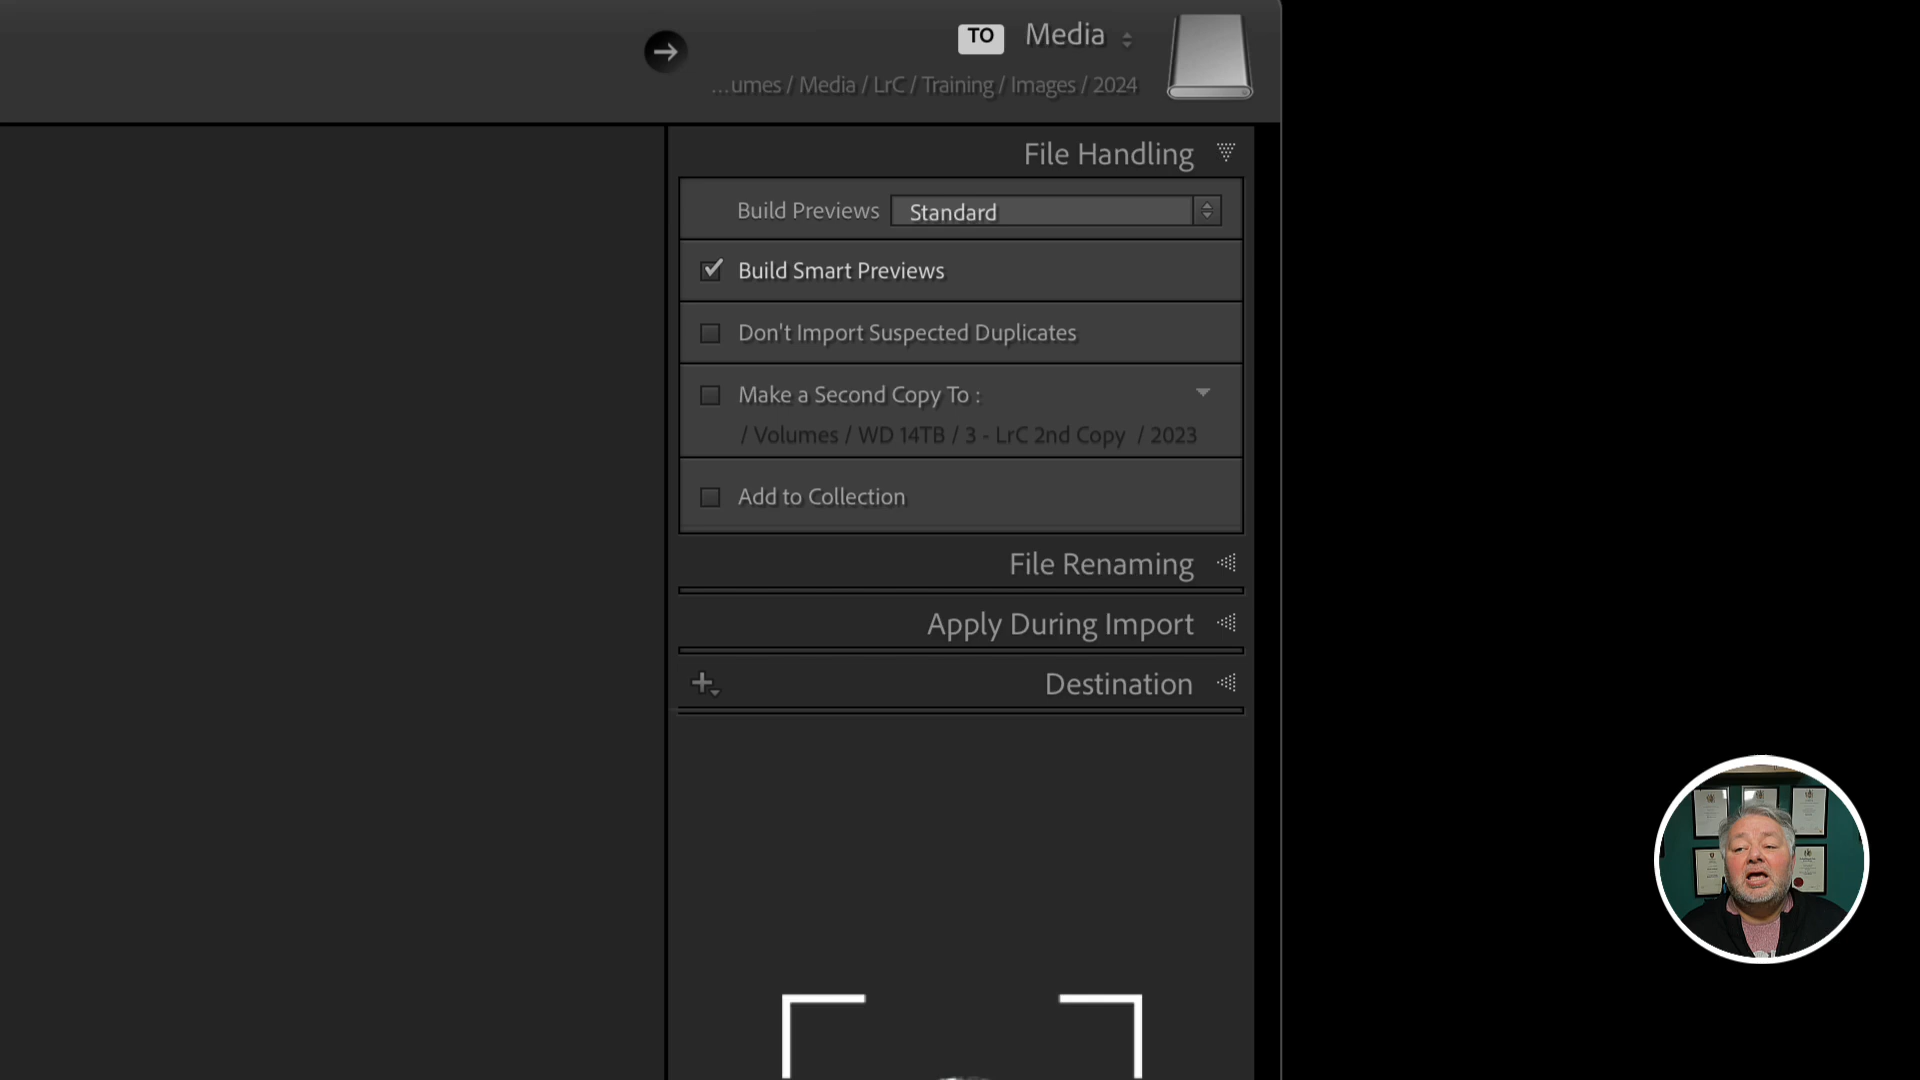 TO Media
...umes / Media / LrC / Training / Images / 2024
File Handling
Build Previews Standard
Build Smart Previews
Don't Import Suspected Duplicates
Make a Second Copy To :
/ Volumes / WD 14TB / 3 - LrC 2nd Copy / 2023
Add to Collection
File Renaming
Apply During Import
Destination